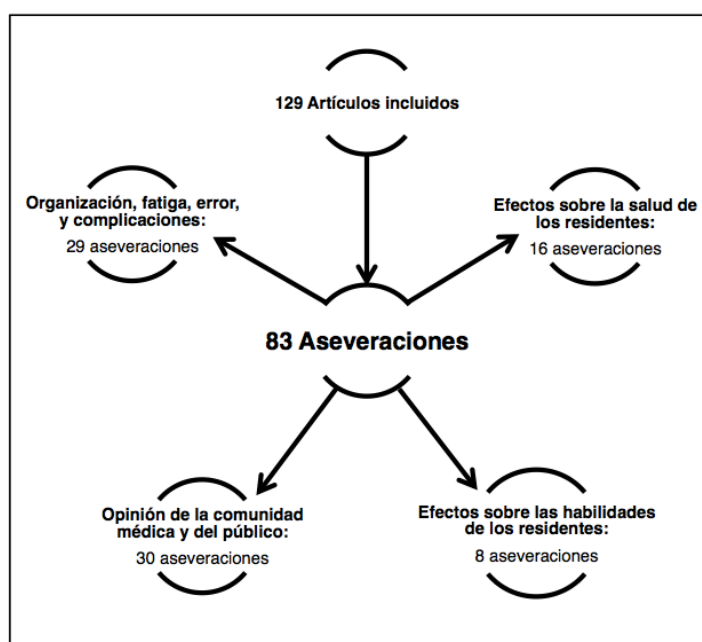 129 Artículos incluidos
Organización, fatiga, error,
y complicaciones:
29 aseveraciones
Efectos sobre la salud de
los residentes:
16 aseveraciones
83 Aseveraciones
Opinión de la comunidad
médica y del público:
30 aseveraciones
Efectos sobre las habilidades
de los residentes:
8 aseveraciones